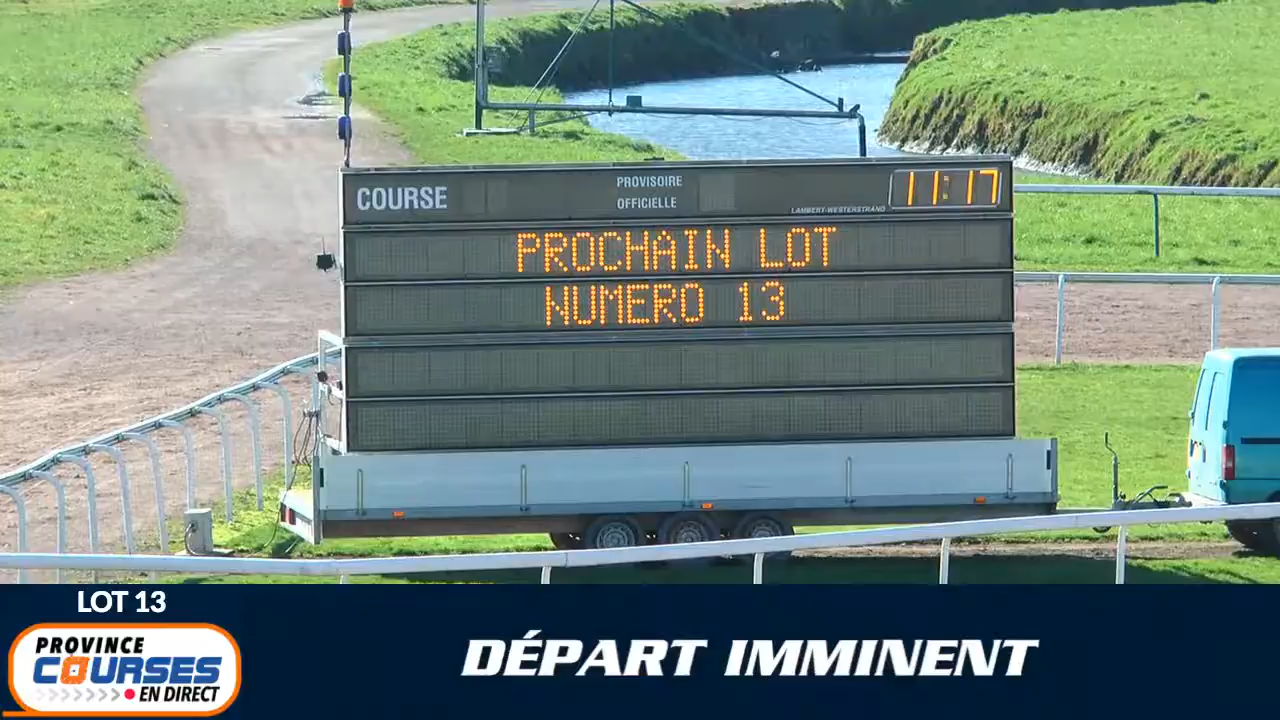 COURSE
PROVISOIRE
OFFICIELLE
LAMBERT-WESTERSTRAND
11:17
PROCHAIN LOT
NUMERO 13
LOT 13
PROVINCE
COURSES
EN DIRECT
DÉPART IMMINENT